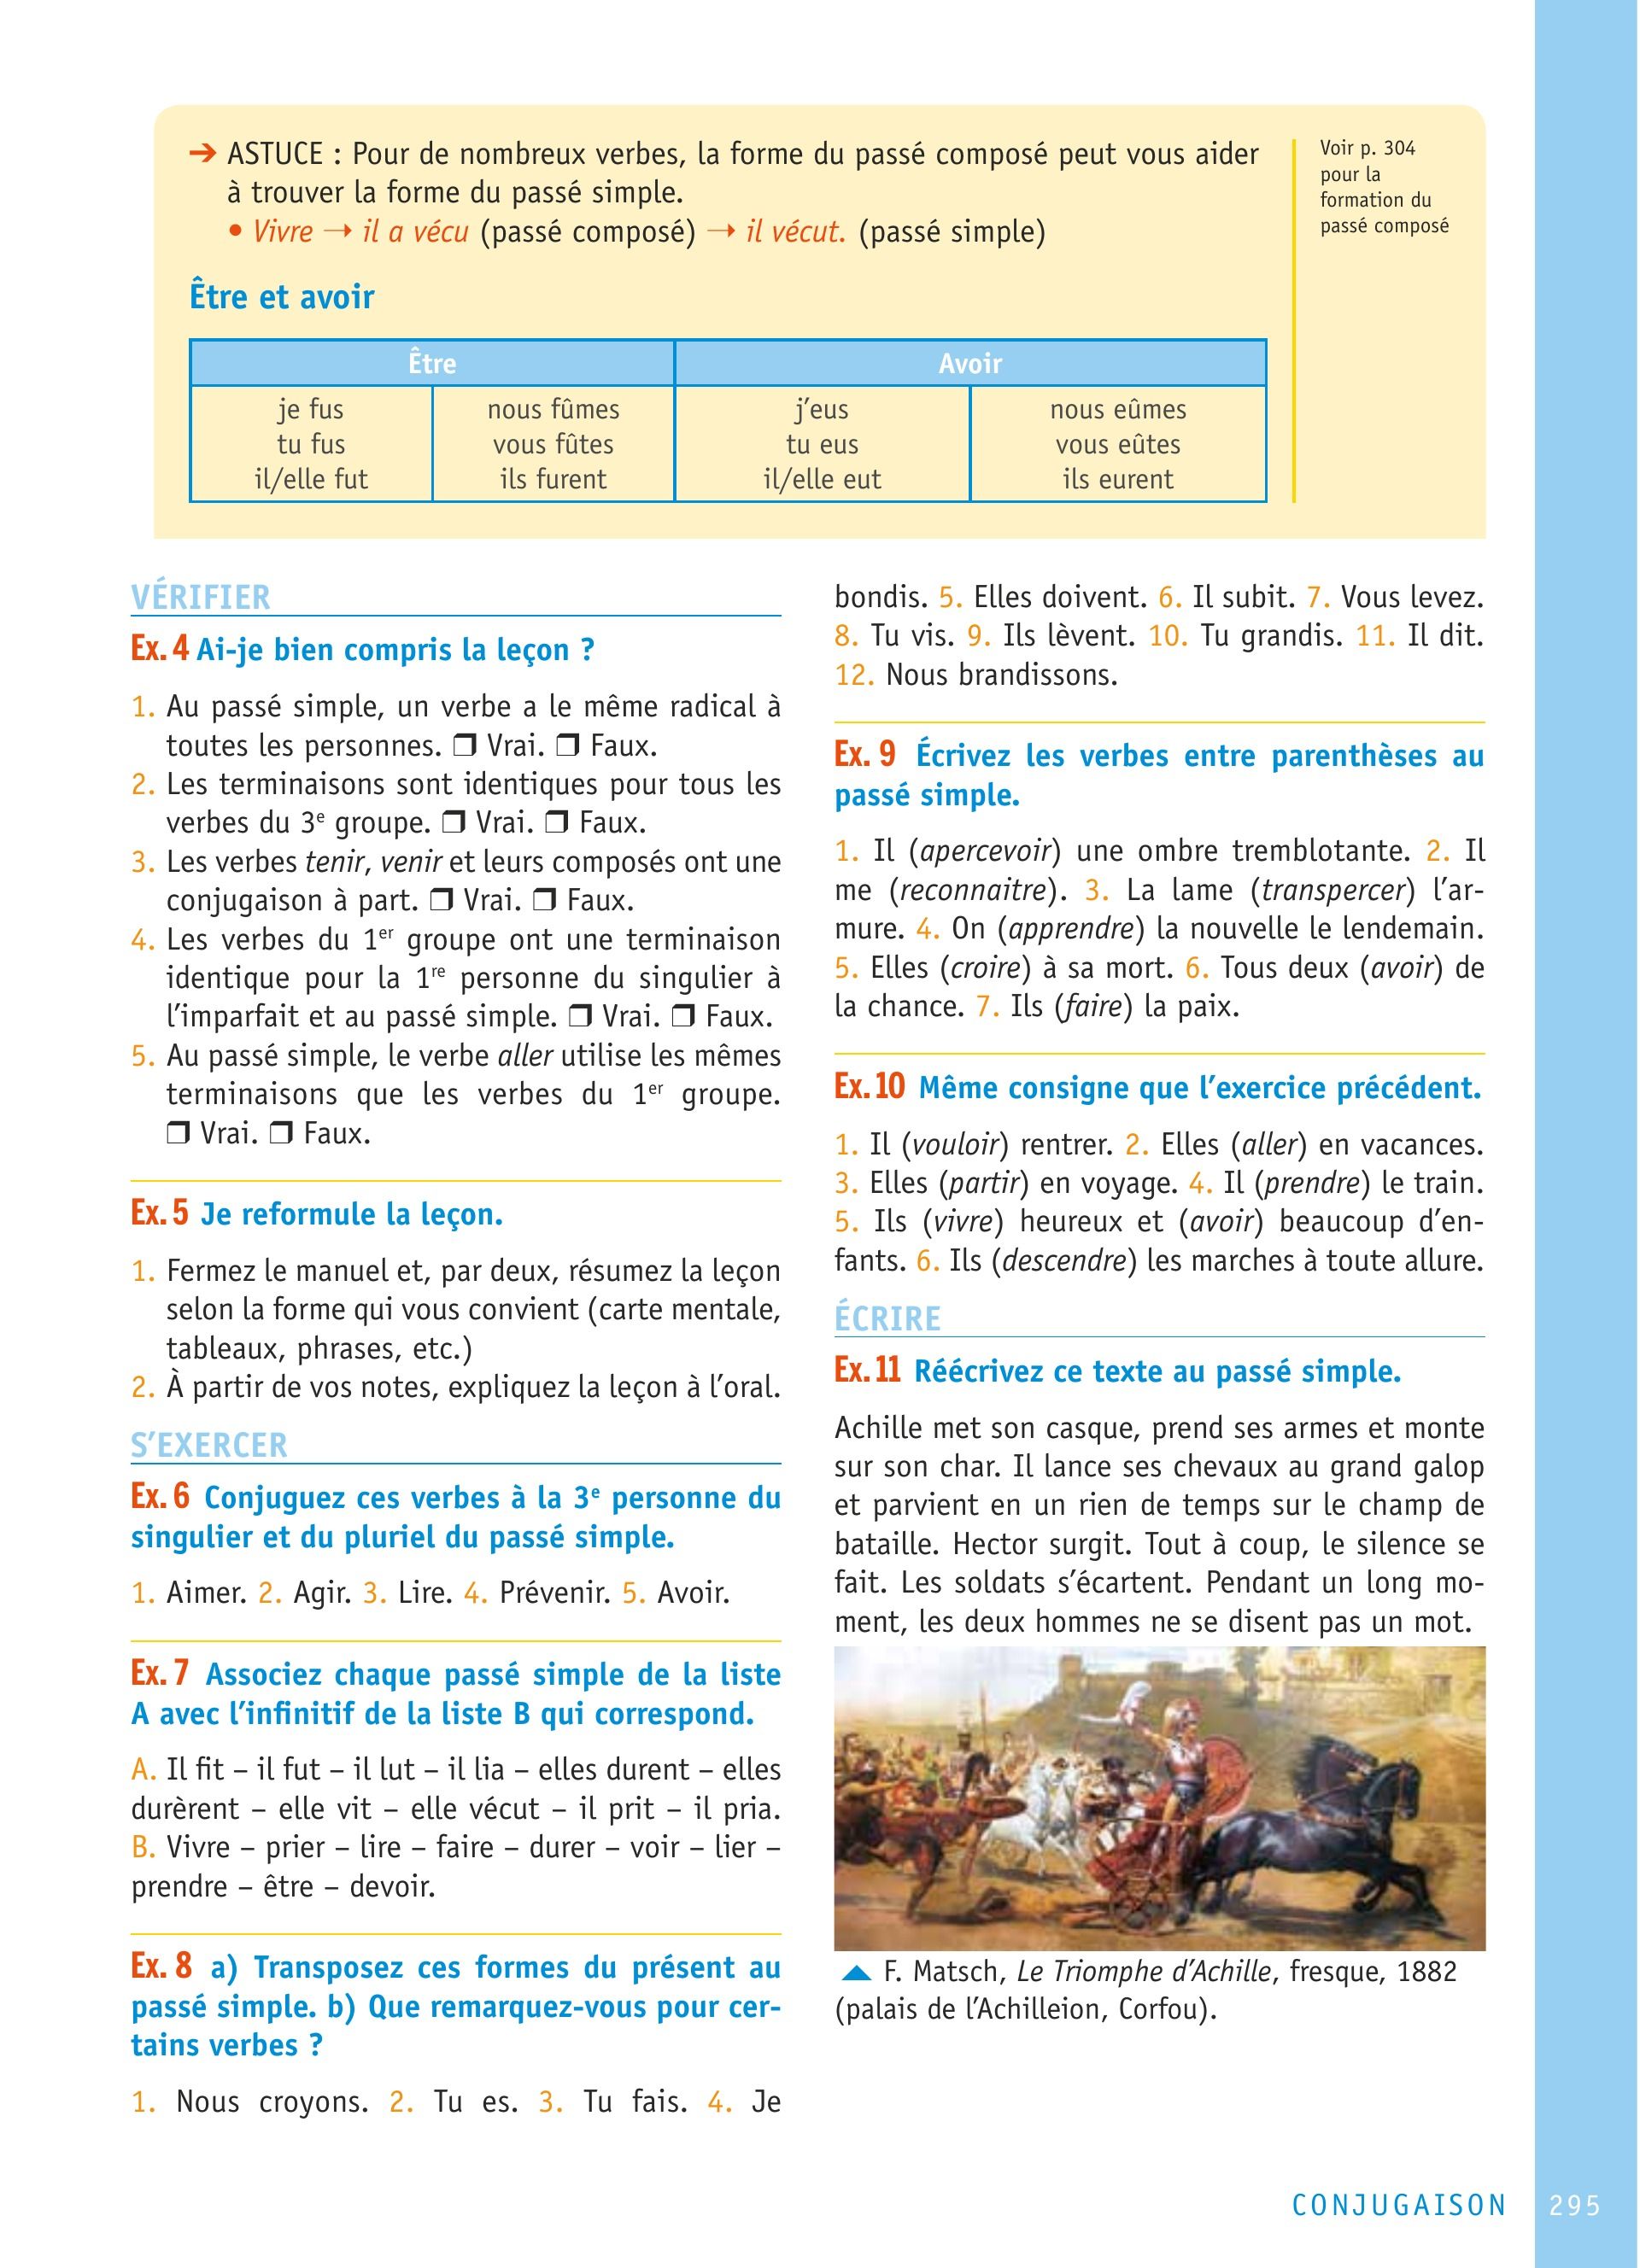 ➔ ASTUCE : Pour de nombreux verbes, la forme du passé composé peut vous aider
à trouver la forme du passé simple.
• Vivre → il a vécu (passé composé) → il vécut. (passé simple)
Voir p. 304
pour la
formation du
passé composé
Être et avoir
Être Avoir
je fus nous fûmes j’eus nous eûmes
tu fus vous fûtes tu eus vous eûtes
il/elle fut ils furent il/elle eut ils eurent
VÉRIFIER
Ex. 4 Ai-je bien compris la leçon ?
1. Au passé simple, un verbe a le même radical à
toutes les personnes. ❒ Vrai. ❒ Faux.
2. Les terminaisons sont identiques pour tous les
verbes du 3e groupe. ❒ Vrai. ❒ Faux.
3. Les verbes tenir, venir et leurs composés ont une
conjugaison à part. ❒ Vrai. ❒ Faux.
4. Les verbes du 1er groupe ont une terminaison
identique pour la 1re personne du singulier à
l’imparfait et au passé simple. ❒ Vrai. ❒ Faux.
5. Au passé simple, le verbe aller utilise les mêmes
terminaisons que les verbes du 1er groupe.
❒ Vrai. ❒ Faux.
Ex. 5 Je reformule la leçon.
1. Fermez le manuel et, par deux, résumez la leçon
selon la forme qui vous convient (carte mentale,
tableaux, phrases, etc.)
2. À partir de vos notes, expliquez la leçon à l’oral.
S’EXERCER
Ex. 6 Conjuguez ces verbes à la 3e personne du
singulier et du pluriel du passé simple.
1. Aimer. 2. Agir. 3. Lire. 4. Prévenir. 5. Avoir.
Ex. 7 Associez chaque passé simple de la liste
A avec l’infinitif de la liste B qui correspond.
A. Il fit – il fut – il lut – il lia – elles durent – elles
durèrent – elle vit – elle vécut – il prit – il pria.
B. Vivre – prier – lire – faire – durer – voir – lier –
prendre – être – devoir.
Ex. 8 a) Transposez ces formes du présent au
passé simple. b) Que remarquez-vous pour cer-
tains verbes ?
1. Nous croyons. 2. Tu es. 3. Tu fais. 4. Je
bondis. 5. Elles doivent. 6. Il subit. 7. Vous levez.
8. Tu vis. 9. Ils lèvent. 10. Tu grandis. 11. Il dit.
12. Nous brandissons.
Ex. 9 Écrivez les verbes entre parenthèses au
passé simple.
1. Il (apercevoir) une ombre tremblotante. 2. Il
me (reconnaitre). 3. La lame (transpercer) l’ar-
mure. 4. On (apprendre) la nouvelle le lendemain.
5. Elles (croire) à sa mort. 6. Tous deux (avoir) de
la chance. 7. Ils (faire) la paix.
Ex. 10 Même consigne que l’exercice précédent.
1. Il (vouloir) rentrer. 2. Elles (aller) en vacances.
3. Elles (partir) en voyage. 4. Il (prendre) le train.
5. Ils (vivre) heureux et (avoir) beaucoup d’en-
fants. 6. Ils (descendre) les marches à toute allure.
ÉCRIRE
Ex. 11 Réécrivez ce texte au passé simple.
Achille met son casque, prend ses armes et monte
sur son char. Il lance ses chevaux au grand galop
et parvient en un rien de temps sur le champ de
bataille. Hector surgit. Tout à coup, le silence se
fait. Les soldats s’écartent. Pendant un long mo-
ment, les deux hommes ne se disent pas un mot.
F. Matsch, Le Triomphe d’Achille, fresque, 1882
(palais de l’Achilleion, Corfou).
CONJUGAISON 295